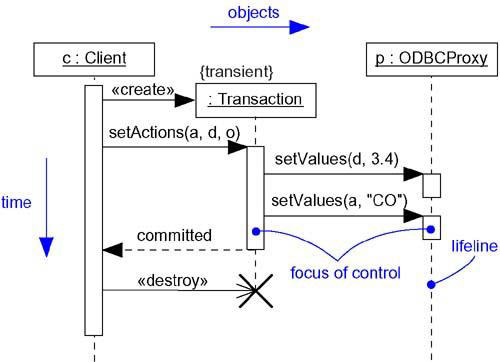 objects
c : Client
p : ODBCProxy
{transient}
«create»
: Transaction
setActions(a, d, o)
setValues(d, 3.4)
time
setValues(a, "CO")
committed
focus of control
lifeline
«destroy»